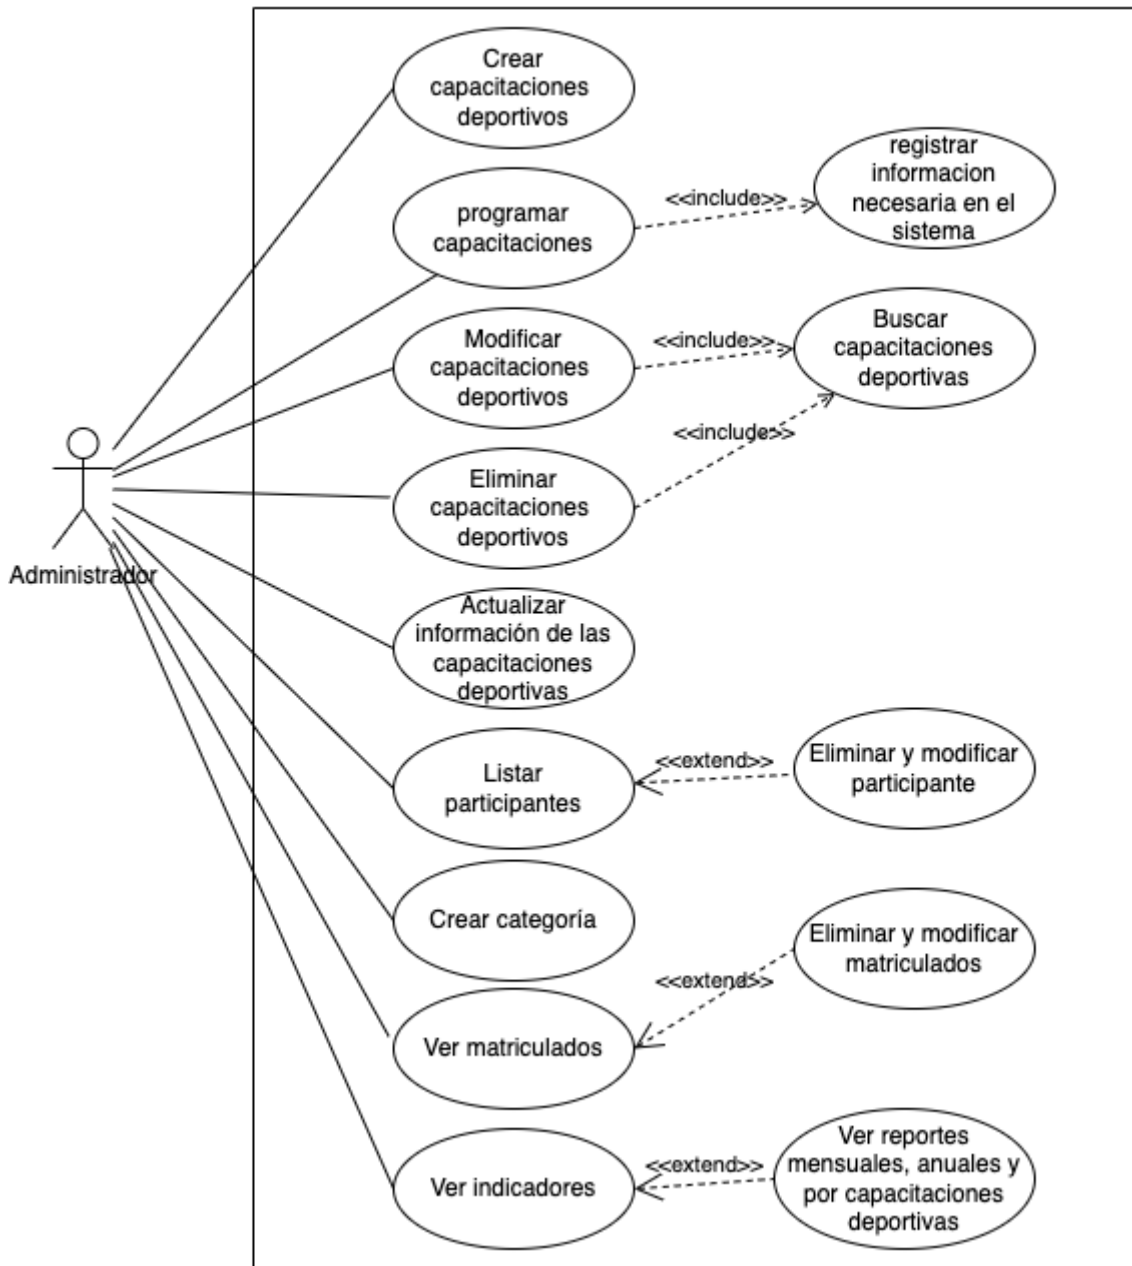 Crear
capacitaciones
deportivos
registrar
informacion
necesaria en el
sistema
<<include>>
programar
capacitaciones
Modificar
capacitaciones
deportivos
<<include>>
Buscar
capacitaciones
deportivas
<<include>>
Eliminar
capacitaciones
deportivos
Administrador
Actualizar
información de las
capacitaciones
deportivas
Listar
participantes
<<extend>>
Eliminar y modificar
participante
Crear categoría
Eliminar y modificar
matriculados
<<extend>>
Ver matriculados
Ver indicadores
<<extend>>
Ver reportes
mensuales, anuales y
por capacitaciones
deportivas